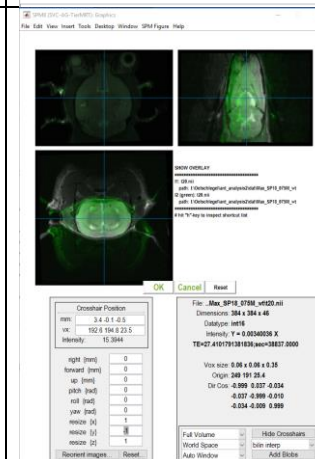 File Edit View Insert Tools Desktop Window SPM Figure Help
SHOW OVERLAY
OK Cancel Reset
Crosshair Position
mm: 3.4 -0.1 -0.5
vx: 192.6 194.8 23.5
Intensity: 15.3944
right {mm} 0
forward {mm} 0
up {mm} 0
pitch {rad} 0
roll {rad} 0
yaw {rad} 0
resize {x} 1
resize {y}
resize {z} 1
Reorient images... Reset...
File: ..Max_SP18_075M_vtt20.nii
Dimensions: 384 x 384 x 46
Datatype: int16
Intensity: Y = 0.00340036 X
Vox size: 0.06 x 0.06 x 0.35
Origin: 249 191 25.4
Dir Cos: -0.999 0.037 -0.034
-0.037 -0.999 -0.010
-0.034 -0.009 0.999
Full Volume Hide Crosshairs
World Space bilin interp
Auto Window Add Blobs